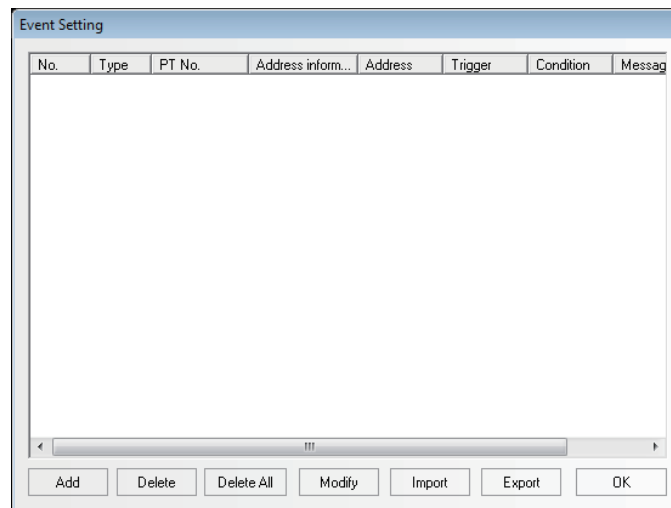 Event Setting
No. Type PT No. Address inform... Address Trigger Condition Messag
Add Delete Delete All Modify Import Export OK